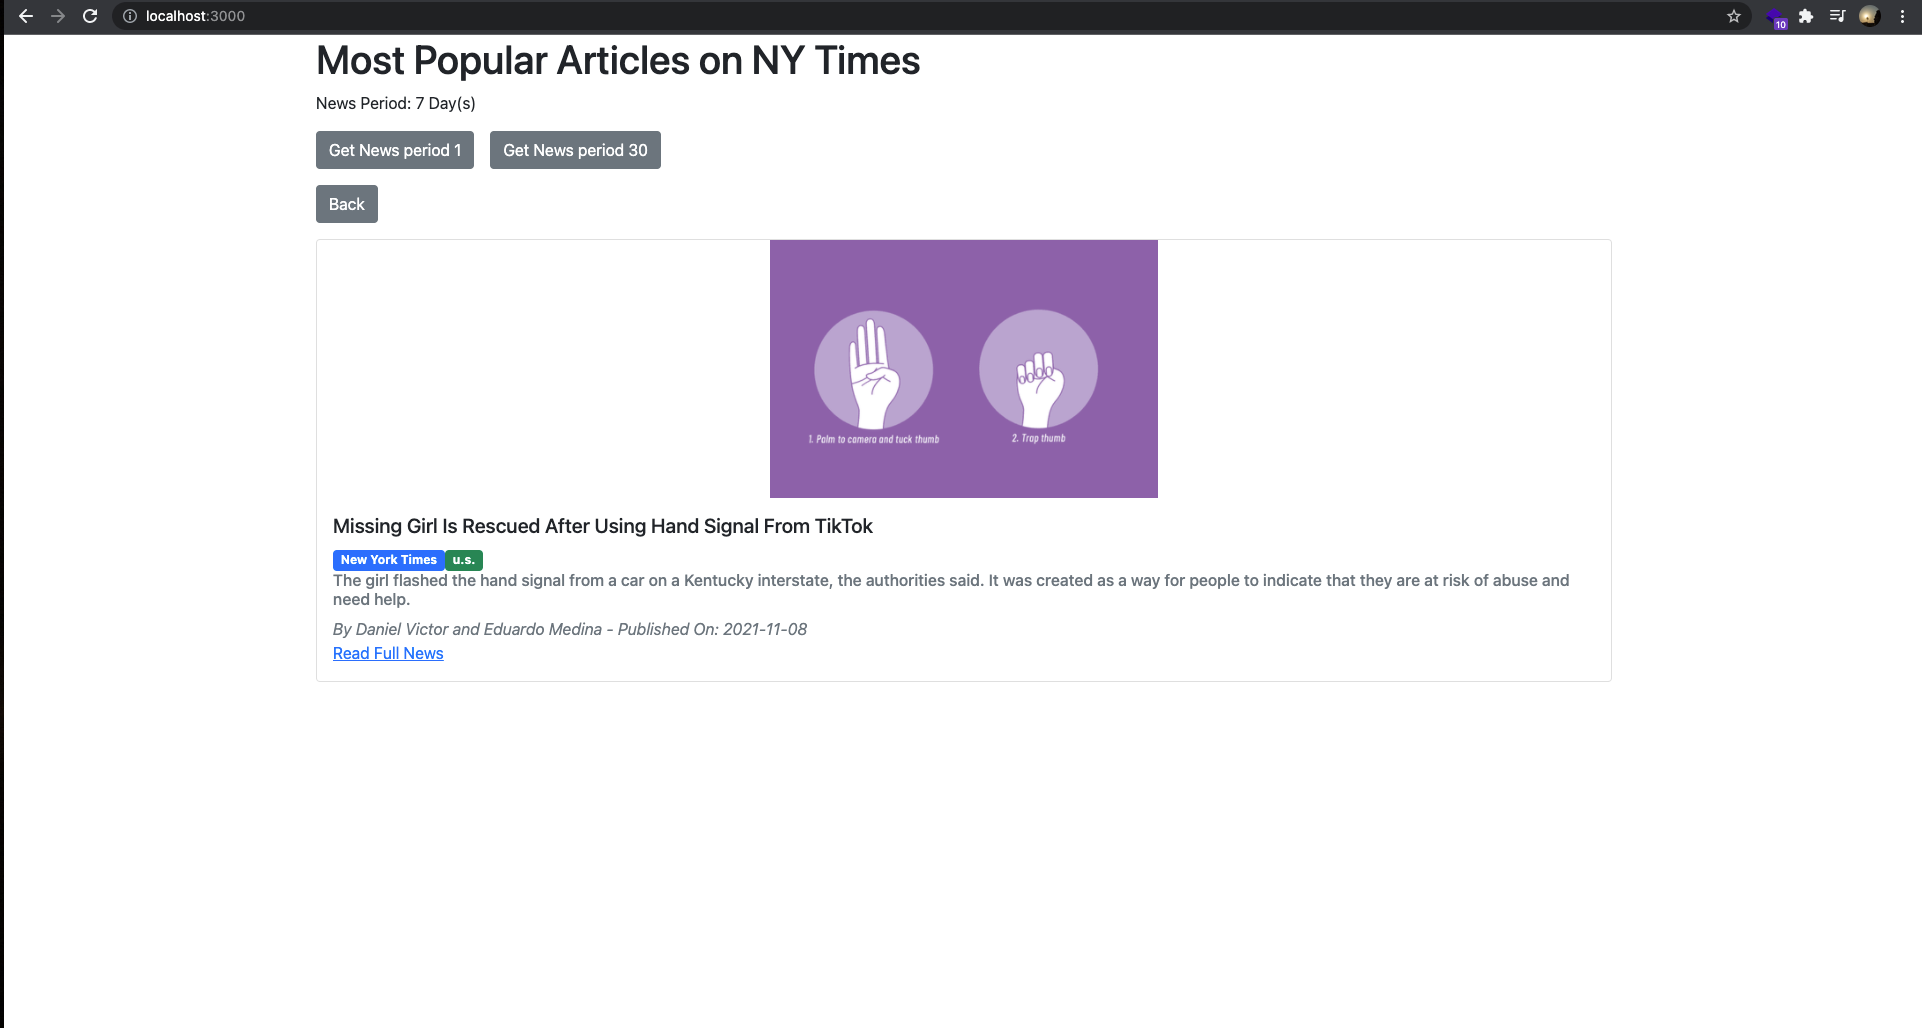 localhost:3000
10
Most Popular Articles on NY Times
News Period: 7 Day(s)
Get News period 1 Get News period 30
Back
1. Palm to camera and tuck thumb 2. Trap thumb
Missing Girl Is Rescued After Using Hand Signal From TikTok
New York Times u.s.
The girl flashed the hand signal from a car on a Kentucky interstate, the authorities said. It was created as a way for people to indicate that they are at risk of abuse and
need help.
By Daniel Victor and Eduardo Medina - Published On: 2021-11-08
Read Full News